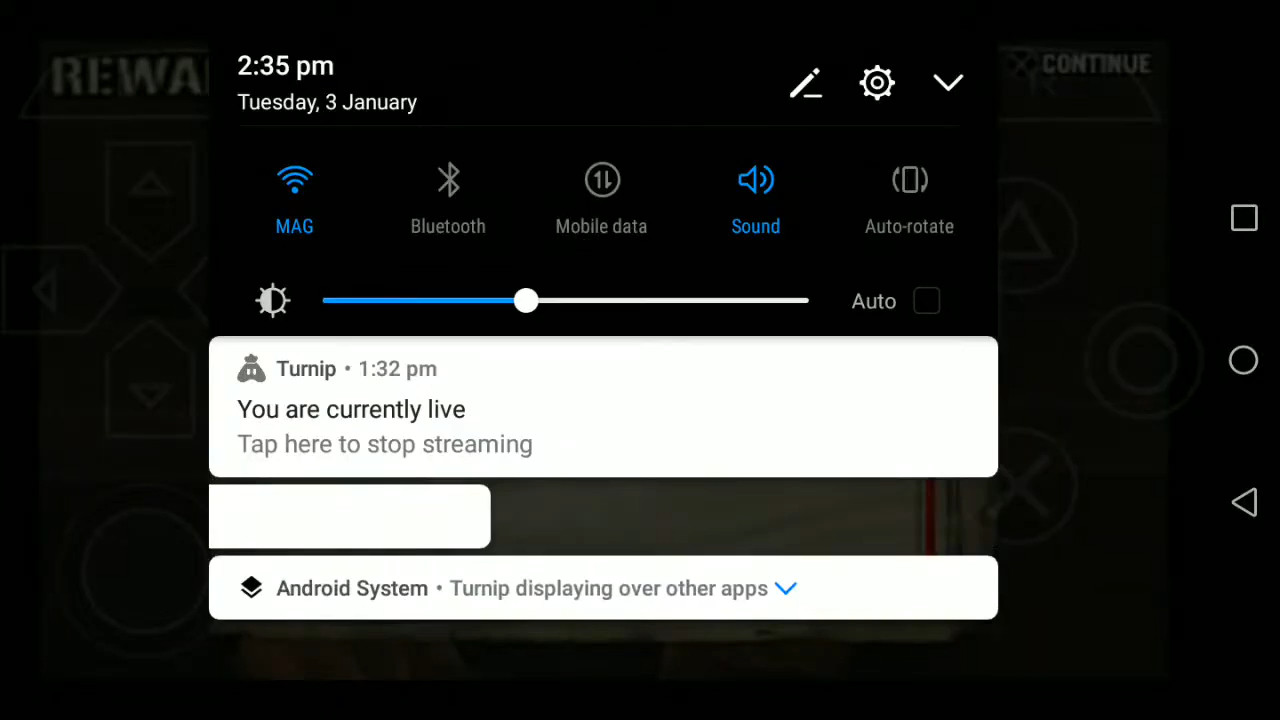 2:35 pm
Tuesday, 3 January
CONTINUE
MAG
Bluetooth
Mobile data
Sound
Auto-rotate
Auto
Turnip • 1:32 pm
You are currently live
Tap here to stop streaming
Android System • Turnip displaying over other apps